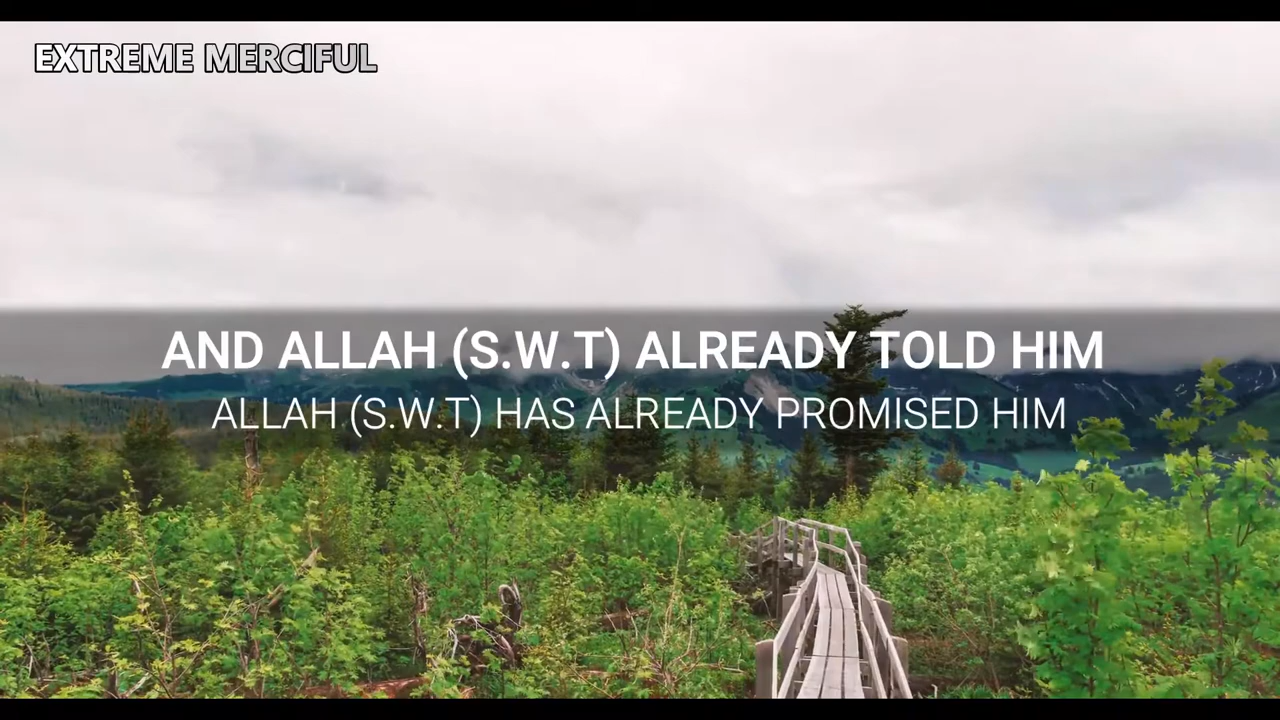 EXTREME MERCIFUL
AND ALLAH (S.W.T) ALREADY TOLD HIM
ALLAH (S.W.T) HAS ALREADY PROMISED HIM